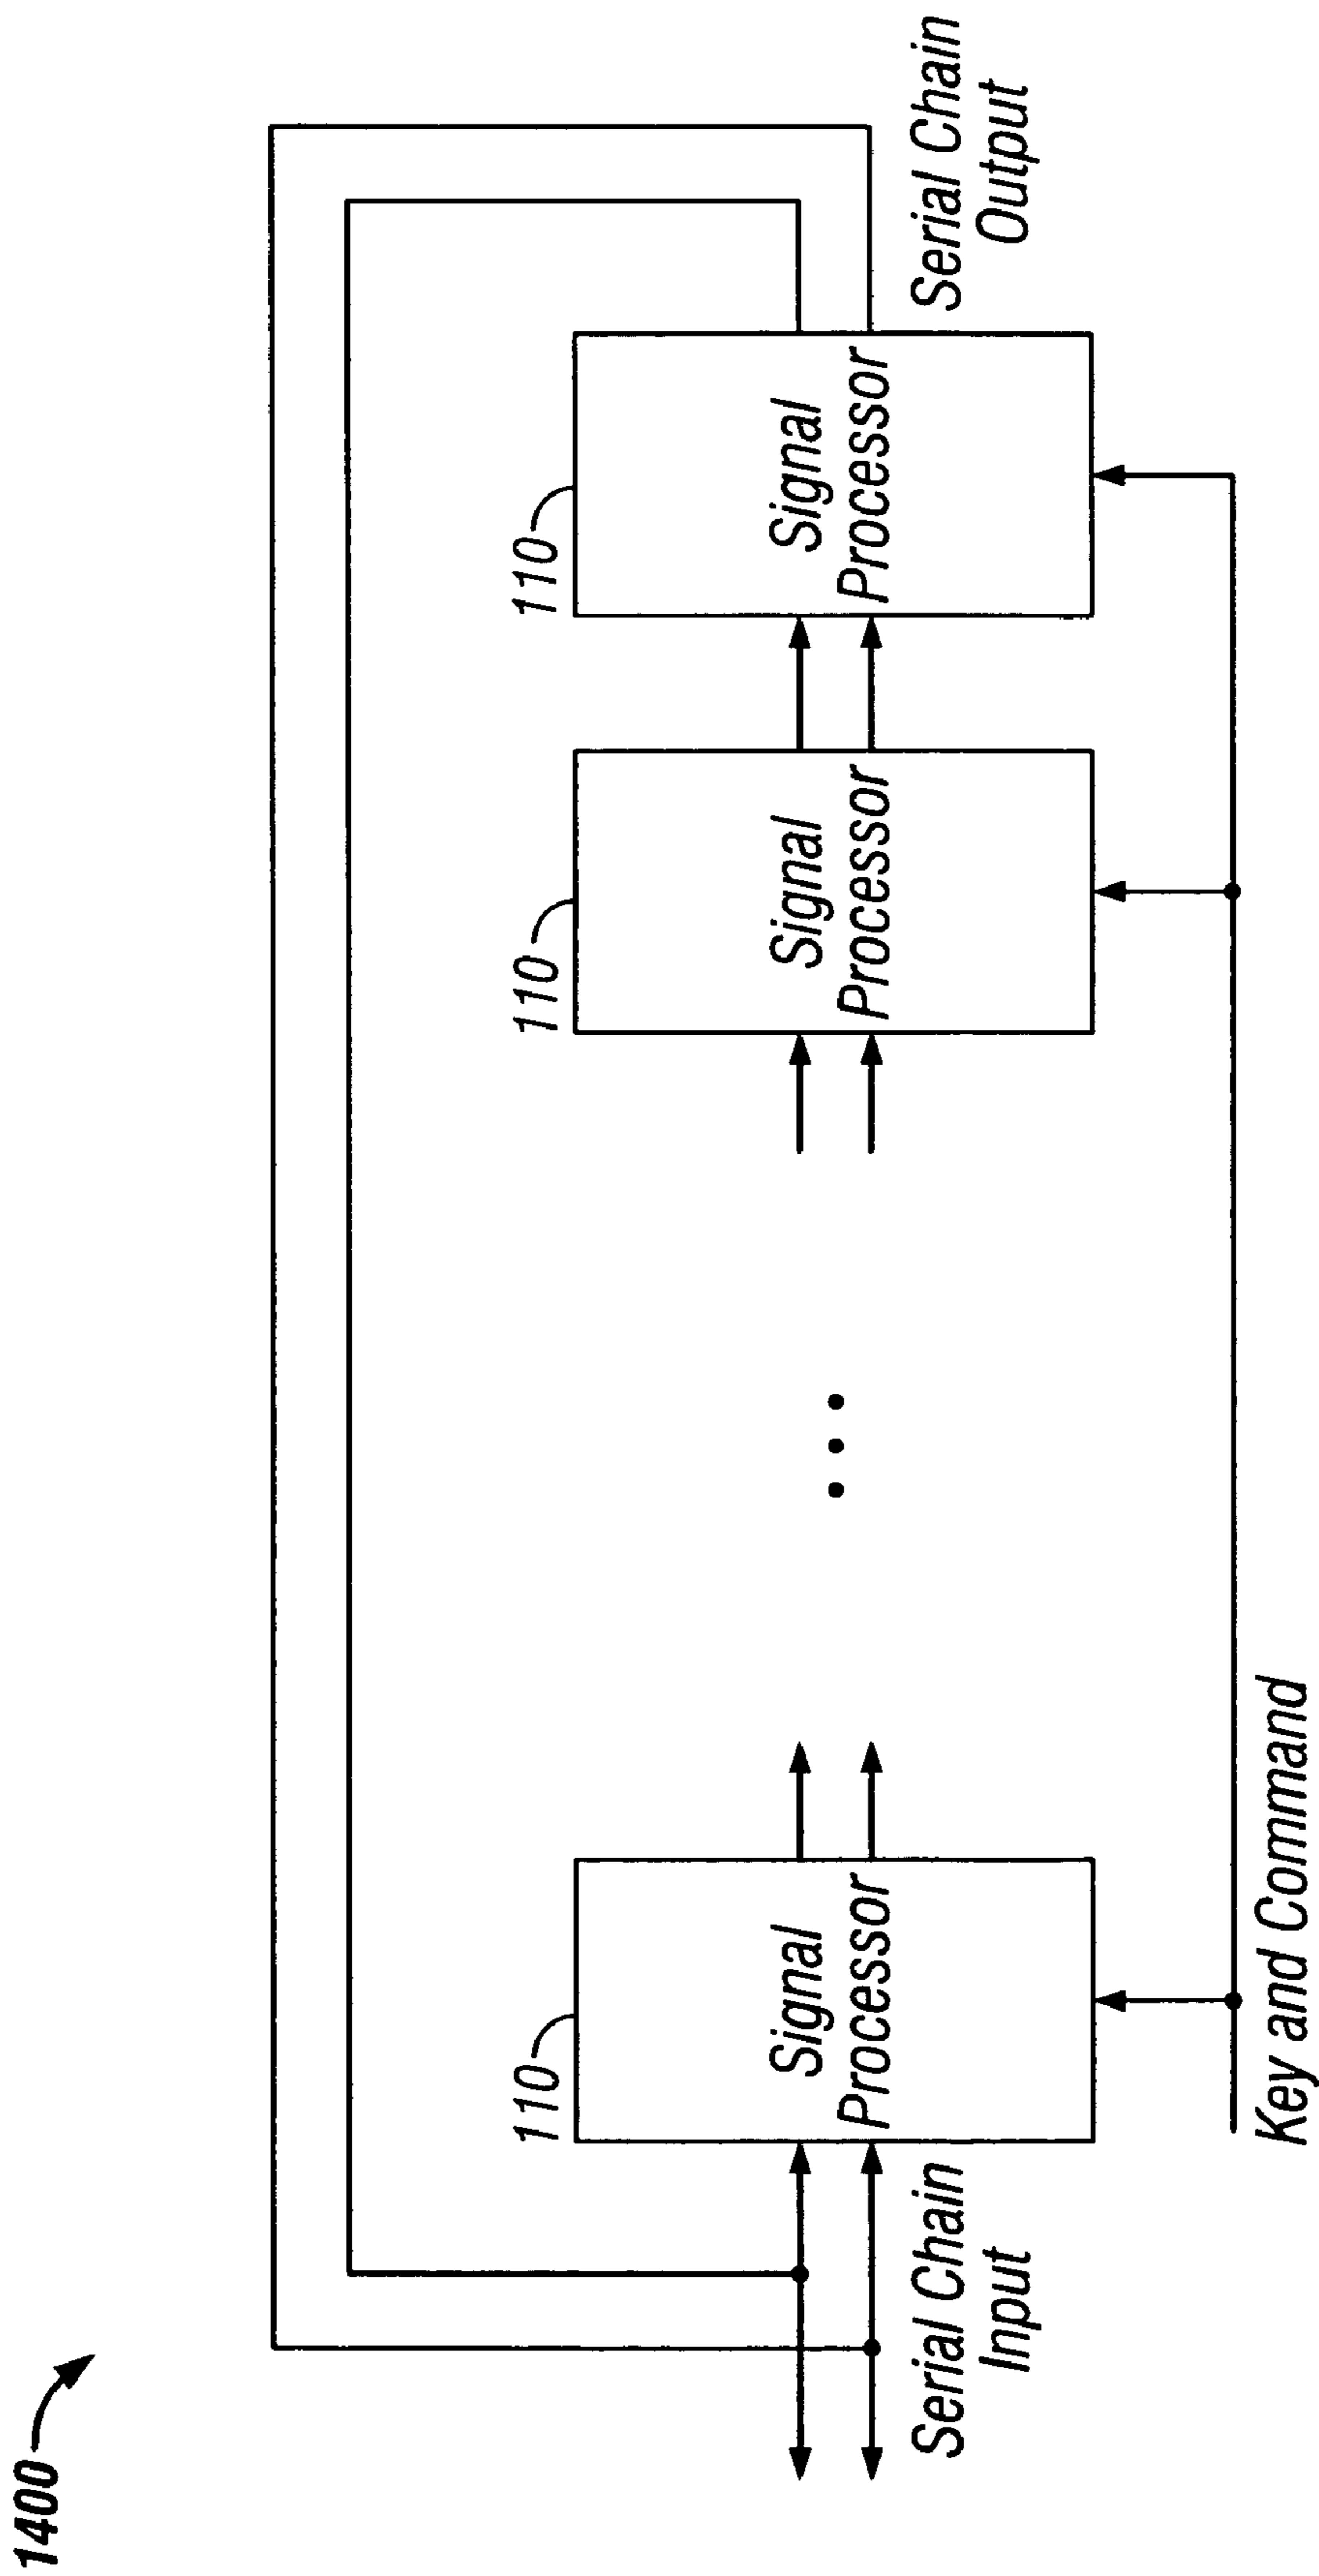 1400
110
Signal
Processor
110
Signal
Processor
110
Signal
Processor
Serial Chain
Input
Serial Chain
Output
Key and Command